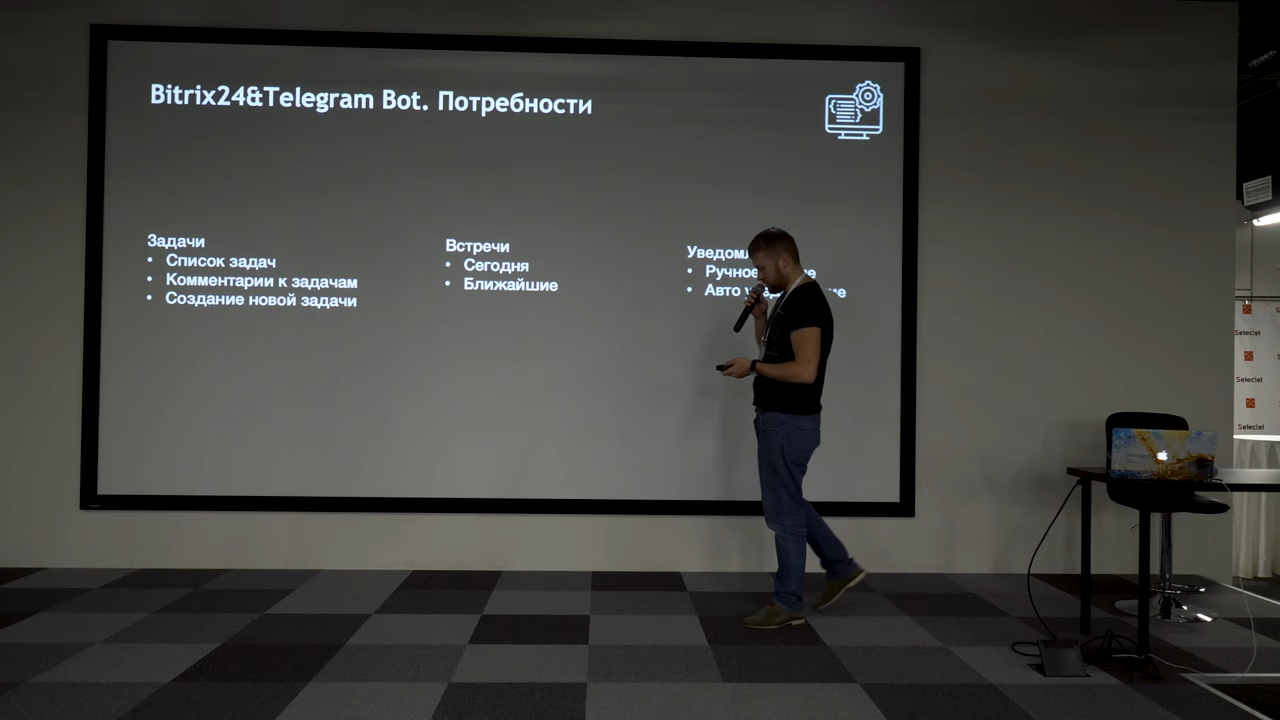 Bitrix24&Telegram Bot. Потребности
Задачи
• Список задач
• Комментарии к задачам
• Создание новой задачи
Встречи
• Сегодня
• Ближайшие
• Ручное
• Авто
Selectel
Selectel
Selectel